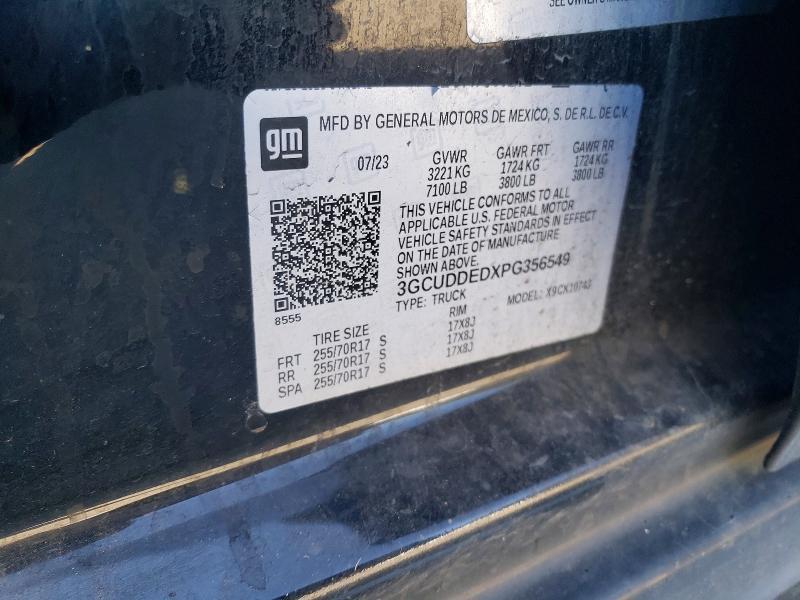 SEE OWNER'S
gm
MFD BY GENERAL MOTORS DE MEXICO, S. DE R.L. DE C.V.
07/23 GVWR GAWR FRT GAWR RR
3221 KG 1724 KG 1724 KG
7100 LB 3800 LB 3800 LB
THIS VEHICLE CONFORMS TO ALL
APPLICABLE U.S. FEDERAL MOTOR
VEHICLE SAFETY STANDARDS IN EFFECT
ON THE DATE OF MANUFACTURE
SHOWN ABOVE.
3GCUDDEDXPG356549
8555
TYPE: TRUCK MODEL: X9CK10743
TIRE SIZE RIM
FRT 255/70R17 S 17X8J
RR 255/70R17 S 17X8J
SPA 255/70R17 S 17X8J